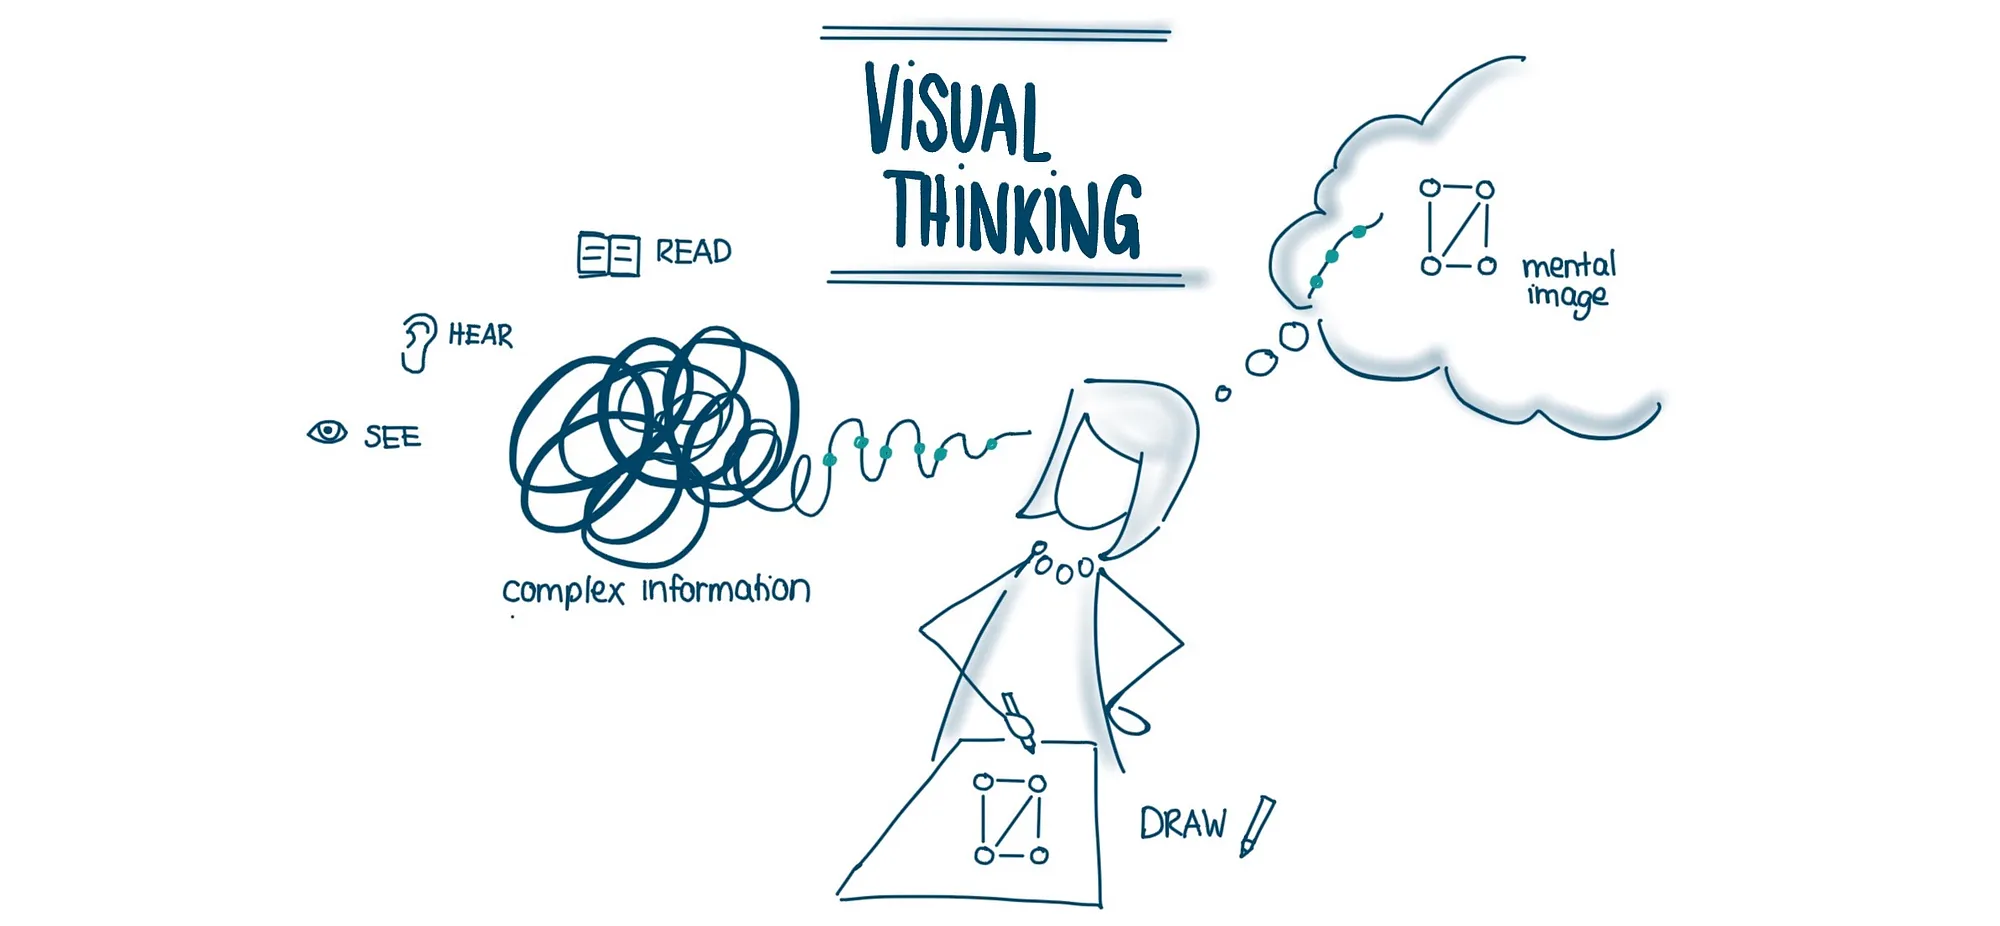 ViSUAL
THiNKiNG
READ
HEAR
SEE
complex information
mental
image
DRAW